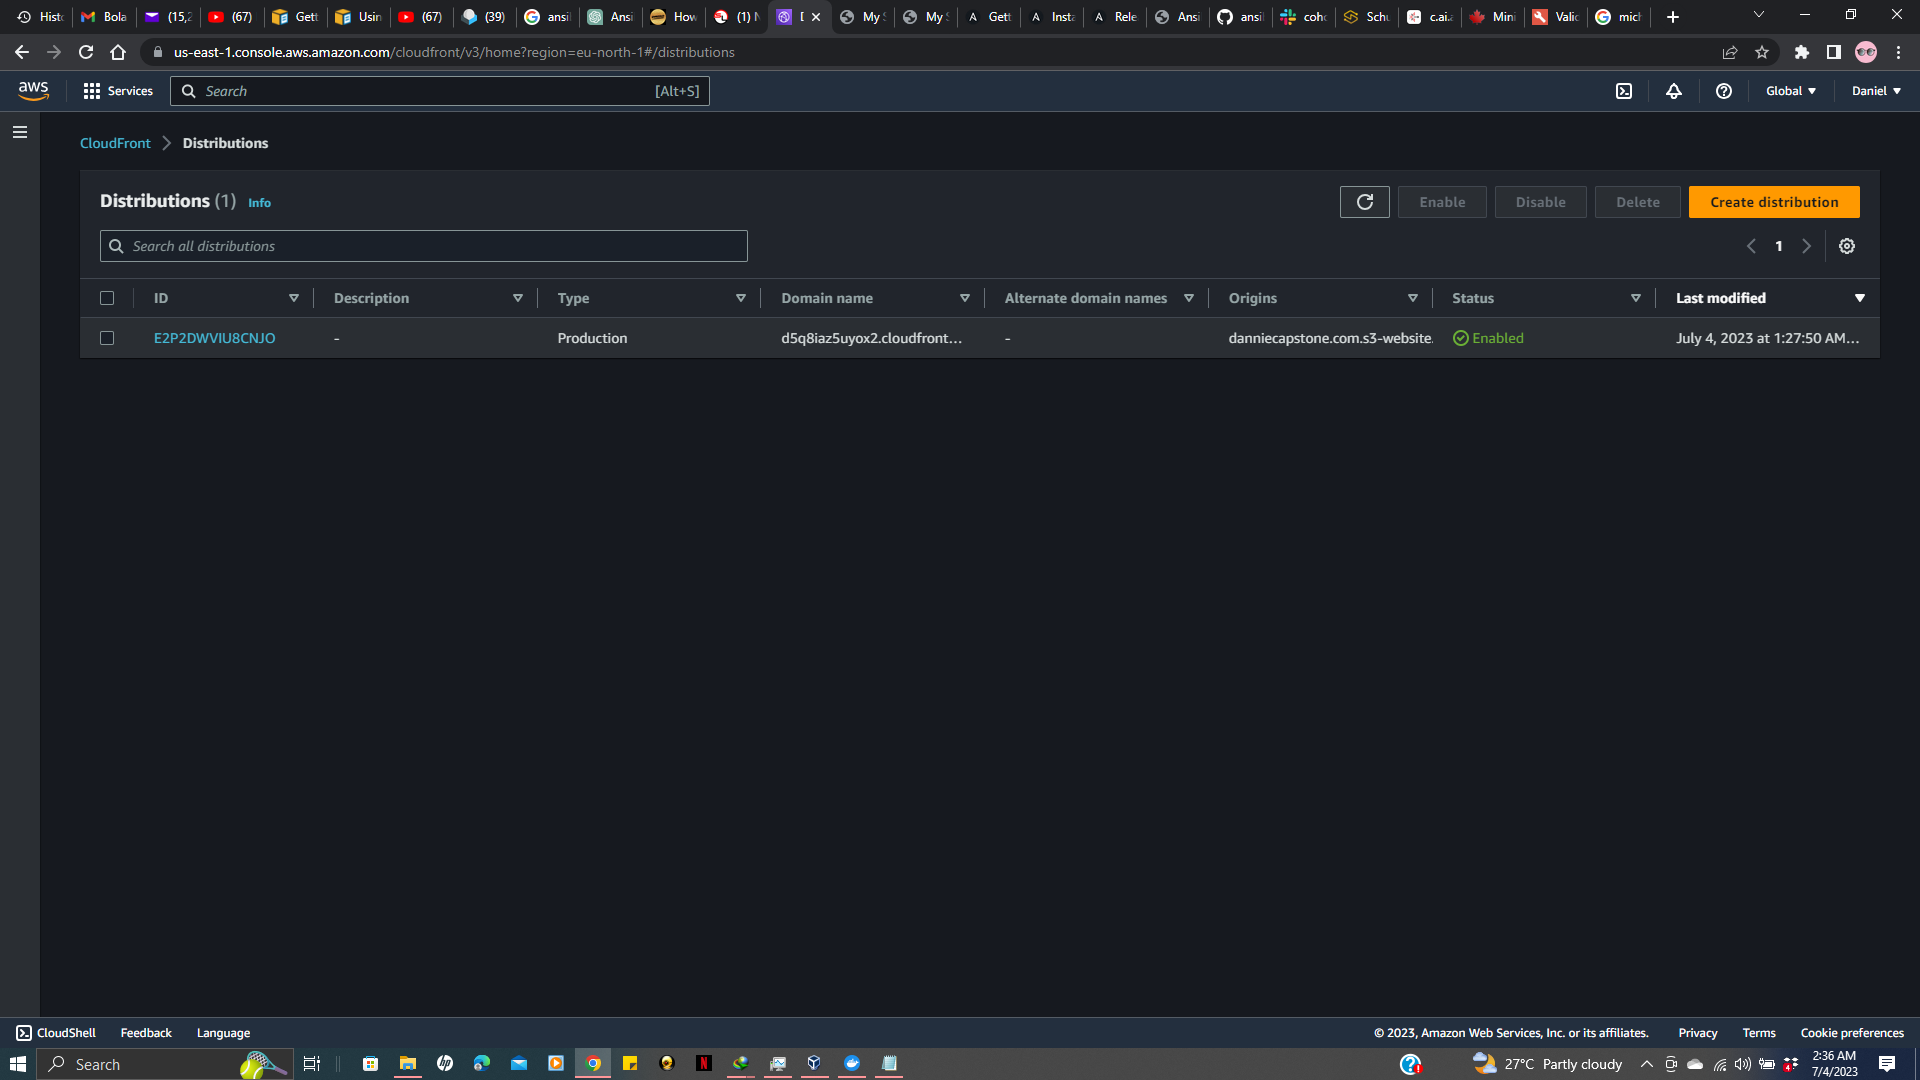 Histo
Bola
(15,2
(67)
Gett
Usin
(67)
(39)
ansil
Ansi
How
(1) N
My S
My S
Gett
Insta
Rele
Ansi
ansil
coho
Schu
c.ai.a
Mini
Valid
mich
us-east-1.console.aws.amazon.com/cloudfront/v3/home?region=eu-north-1#/distributions
aws
Services
Search
[Alt+S]
Global
Daniel
CloudFront
Distributions
Distributions (1) Info
Enable
Disable
Delete
Create distribution
Search all distributions
1
ID Description Type Domain name Alternate domain names Origins Status Last modified
E2P2DWVIU8CNJO - Production d5q8iaz5uyox2.cloudfront... - danniecapstone.com.s3-website. Enabled July 4, 2023 at 1:27:50 AM...
CloudShell Feedback Language
© 2023, Amazon Web Services, Inc. or its affiliates. Privacy Terms Cookie preferences
Search
27°C Partly cloudy
2:36 AM
7/4/2023